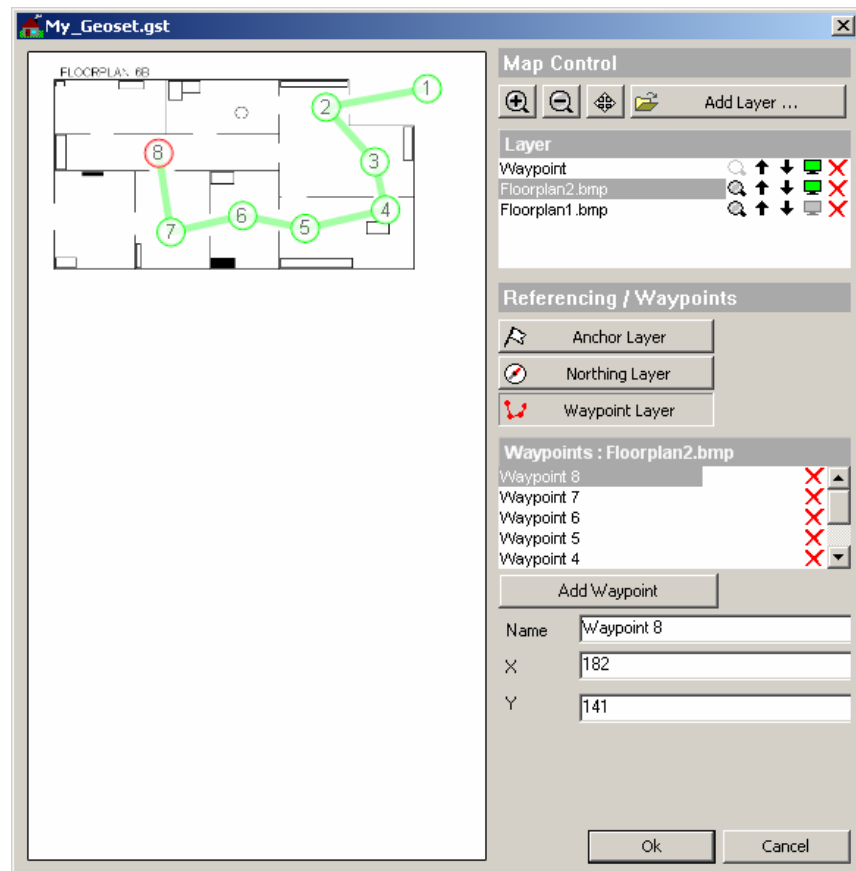 My_Geoset.gst
FLOORPLAN 6B
1
2
3
4
5
6
7
8
Map Control
Add Layer ...
Layer
Waypoint
Floorplan2.bmp
Floorplan1.bmp
Referencing / Waypoints
Anchor Layer
Northing Layer
Waypoint Layer
Waypoints : Floorplan2.bmp
Waypoint 8
Waypoint 7
Waypoint 6
Waypoint 5
Waypoint 4
Add Waypoint
Name Waypoint 8
X 182
Y 141
Ok Cancel